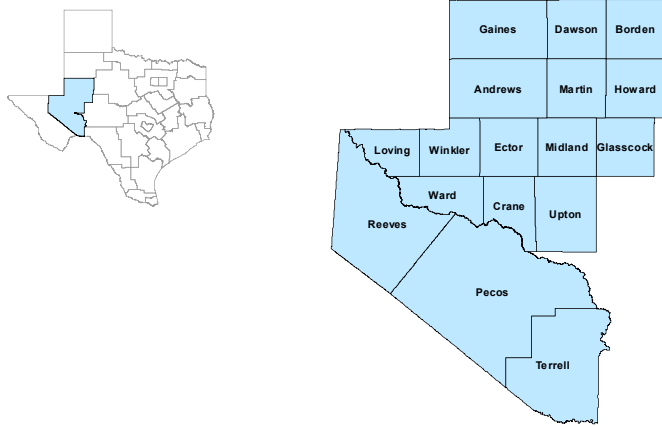 Gaines Dawson Borden
Andrews Martin Howard
Loving Winkler Ector Midland Glasscock
Ward Crane Upton
Reeves
Pecos
Terrell